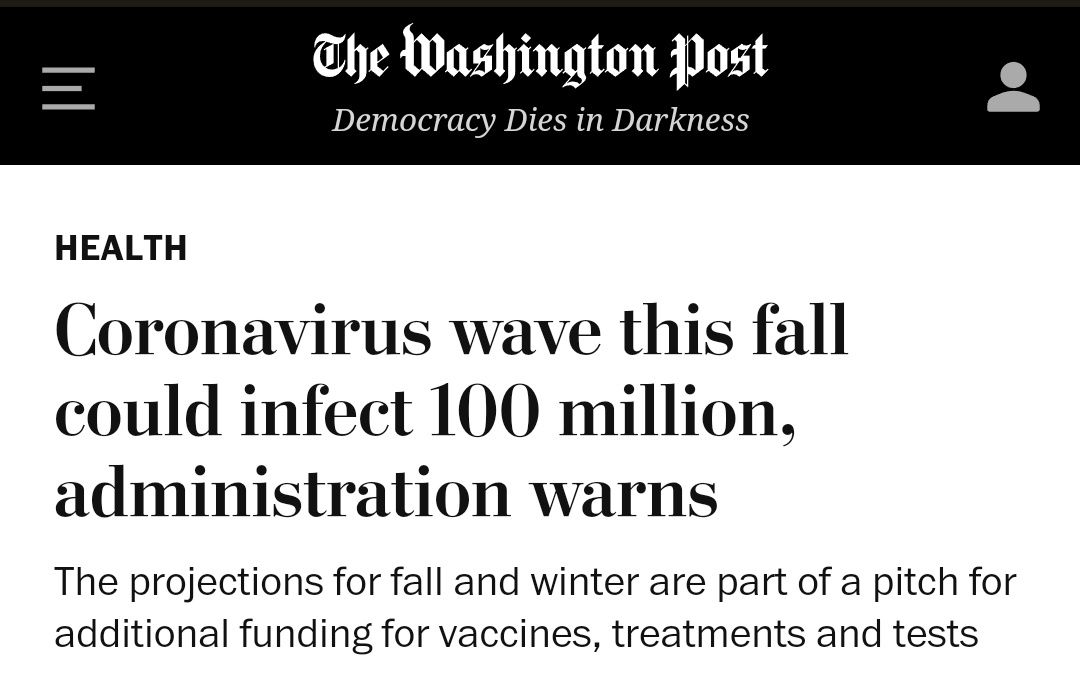 The Washington Post
Democracy Dies in Darkness
HEALTH
Coronavirus wave this fall
could infect 100 million,
administration warns
The projections for fall and winter are part of a pitch for
additional funding for vaccines, treatments and tests